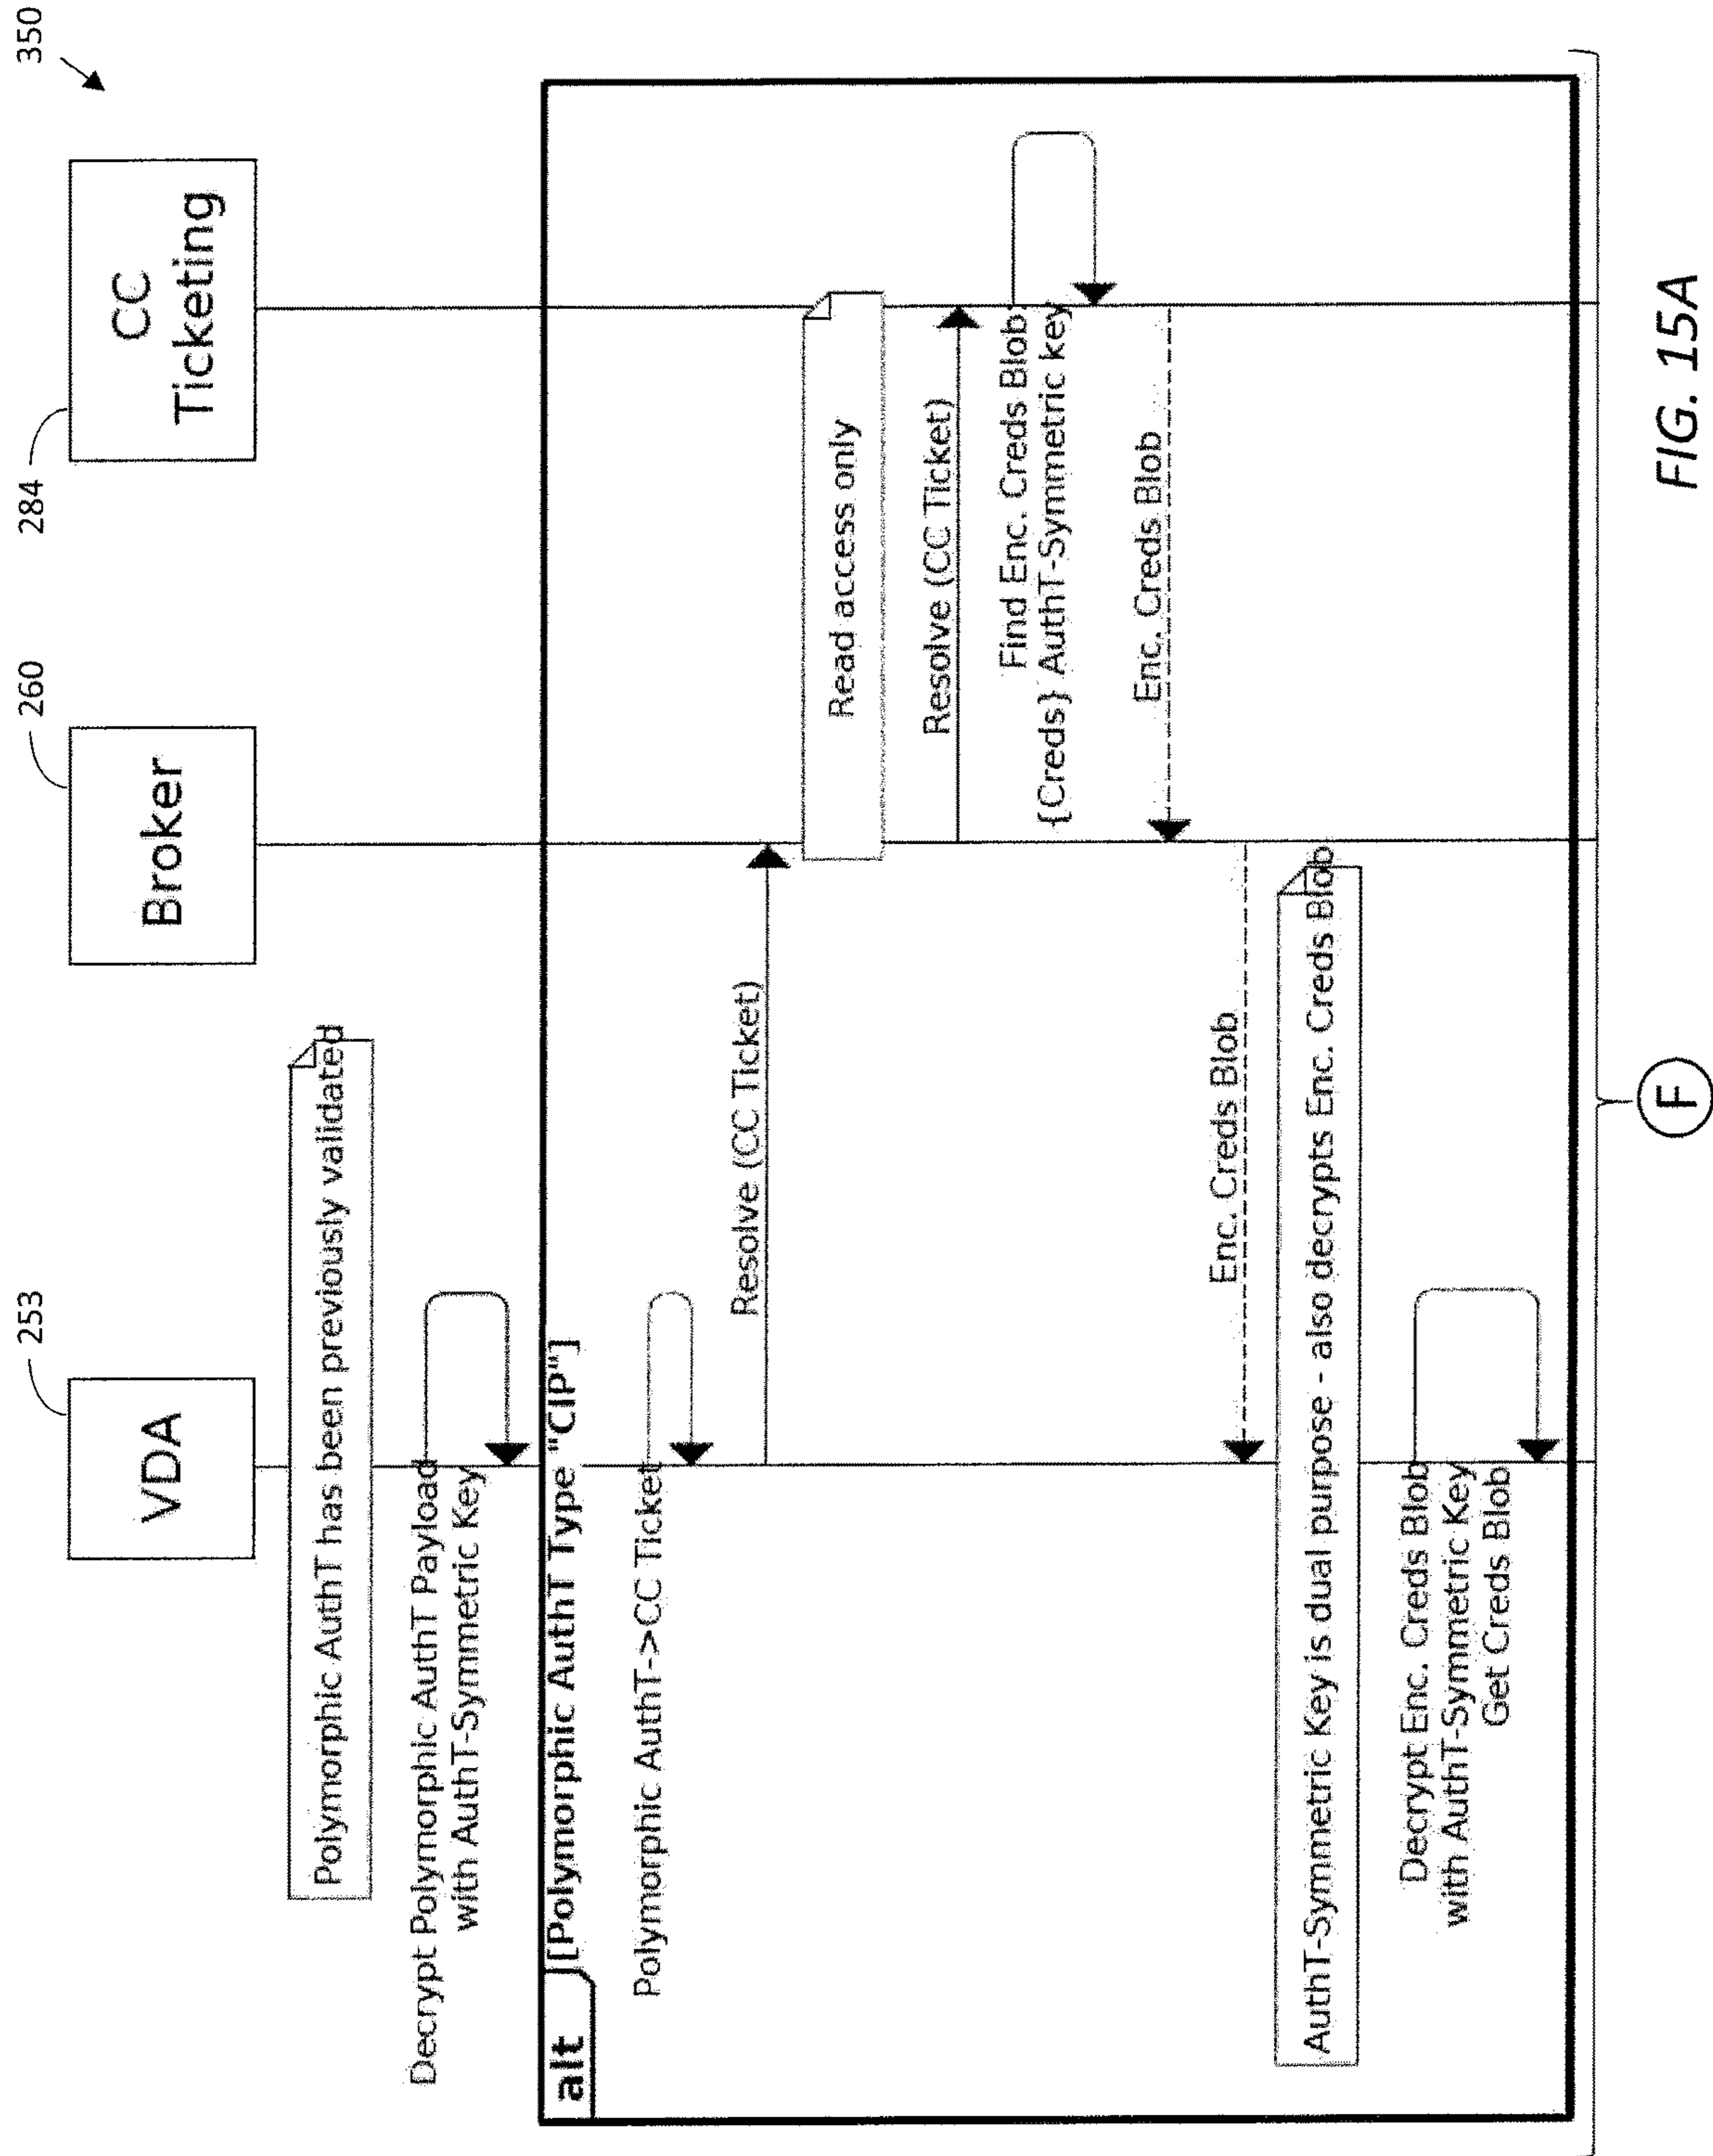 350
253
260
284
VDA
Broker
CC
Ticketing
Polymorphic AuthT has been previously validated
Decrypt Polymorphic AuthT Payload
with AuthT-Symmetric Key
alt
[Polymorphic AuthT Type "CIP"]
Polymorphic AuthT->CC Ticket
Resolve (CC Ticket)
Read access only
Resolve (CC Ticket)
Find Enc. Creds Blob
{Creds} AuthT-Symmetric key
Enc. Creds Blob
Enc. Creds Blob
AuthT-Symmetric Key is dual purpose - also decrypts Enc. Creds Blob
Decrypt Enc. Creds Blob
with AuthT-Symmetric Key
Get Creds Blob
F
FIG. 15A